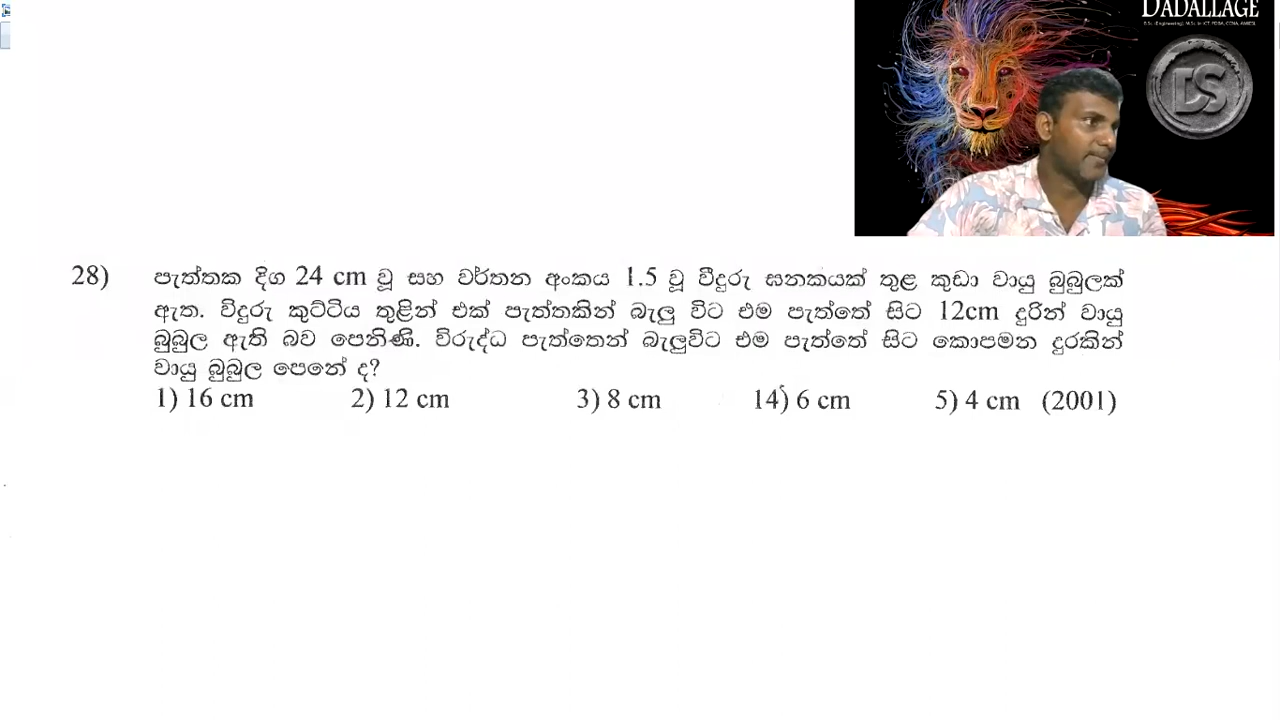 DADALLAGE
28) පැත්තක දිග 24 cm වූ සහ වර්තන අංකය 1.5 වූ වීදුරු ඝනකයක් තුළ කුඩා වායු බුබුලක්
ඇත. විදුරු කුට්ටිය තුළින් එක් පැත්තකින් බැලු විට එම පැත්තේ සිට 12cm දුරින් වායු
බුබුල ඇති බව පෙනිණි. විරුද්ධ පැත්තෙන් බැලුවිට එම පැත්තේ සිට කොපමන දුරකින්
වායු බුබුල පෙනේ ද?
1) 16 cm 2) 12 cm 3) 8 cm 14) 6 cm 5) 4 cm (2001)